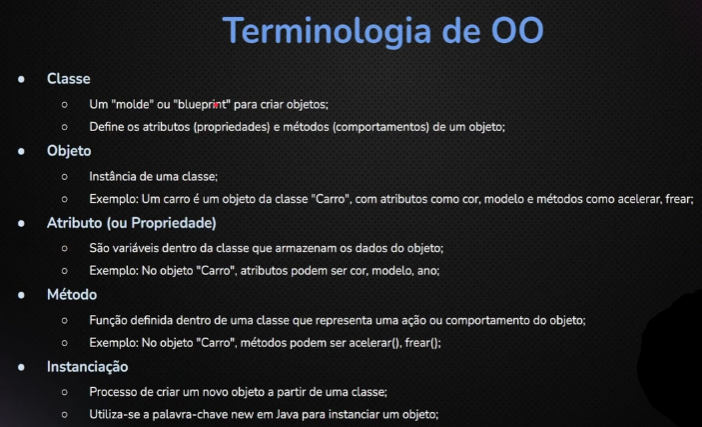 Terminologia de OO
● Classe
○ Um "molde" ou "blueprint" para criar objetos;
○ Define os atributos (propriedades) e métodos (comportamentos) de um objeto;
● Objeto
○ Instância de uma classe;
○ Exemplo: Um carro é um objeto da classe "Carro", com atributos como cor, modelo e métodos como acelerar, frear;
● Atributo (ou Propriedade)
○ São variáveis dentro da classe que armazenam os dados do objeto;
○ Exemplo: No objeto "Carro", atributos podem ser cor, modelo, ano;
● Método
○ Função definida dentro de uma classe que representa uma ação ou comportamento do objeto;
○ Exemplo: No objeto "Carro", métodos podem ser acelerar(), frear();
● Instanciação
○ Processo de criar um novo objeto a partir de uma classe;
○ Utiliza-se a palavra-chave new em Java para instanciar um objeto;